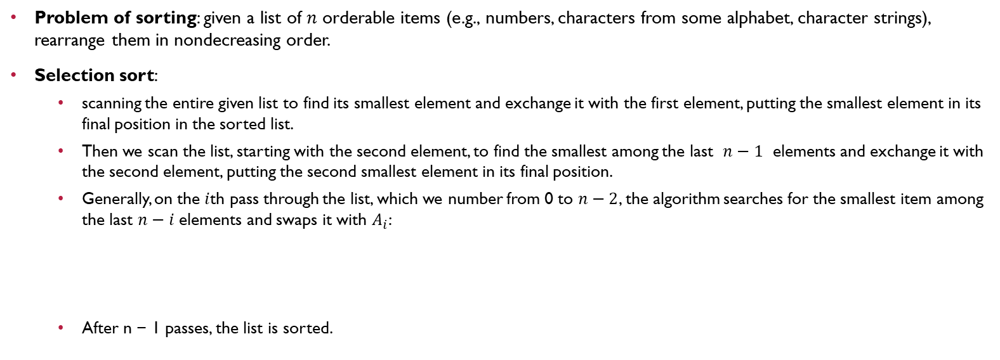 • Problem of sorting: given a list of n orderable items (e.g., numbers, characters from some alphabet, character strings),
rearrange them in nondecreasing order.
• Selection sort:
• scanning the entire given list to find its smallest element and exchange it with the first element, putting the smallest element in its
final position in the sorted list.
• Then we scan the list, starting with the second element, to find the smallest among the last n − 1 elements and exchange it with
the second element, putting the second smallest element in its final position.
• Generally, on the ith pass through the list, which we number from 0 to n − 2, the algorithm searches for the smallest item among
the last n − i elements and swaps it with Aᵢ:
• After n − 1 passes, the list is sorted.